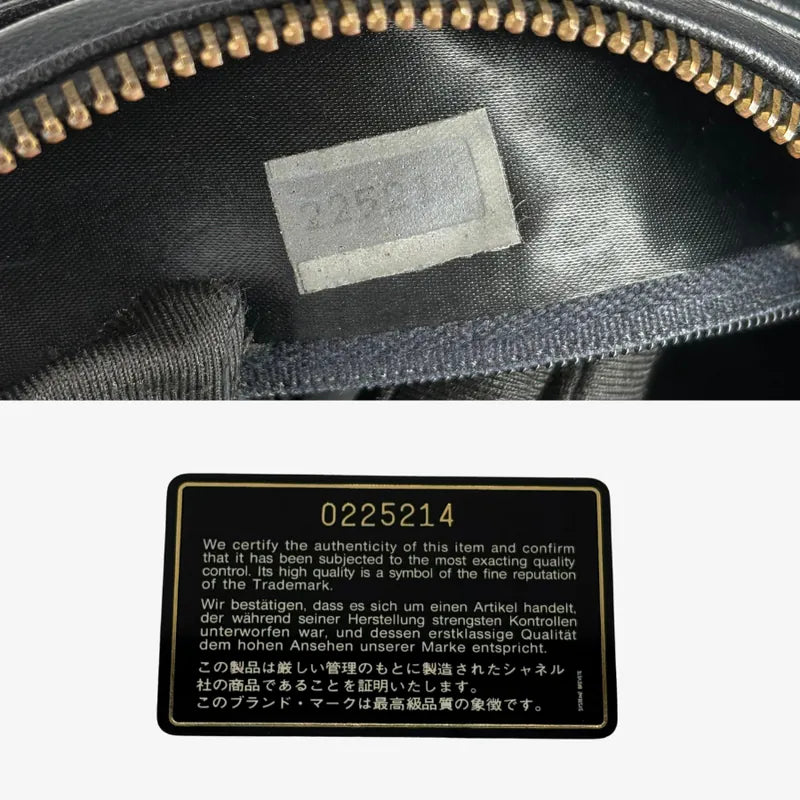 22521
0225214
We certify the authenticity of this item and confirm
that it has been subjected to the most exacting quality
control. Its high quality is a symbol of the fine reputation
of the Trademark.
Wir bestätigen, dass es sich um einen Artikel handelt,
der während seiner Herstellung strengsten Kontrollen
unterworfen war, und dessen erstklassige Qualität
dem hohen Ansehen unserer Marke entspricht.
この製品は厳しい管理のもとに製造されたシャネル
社の商品であることを証明いたします。
このブランド・マークは最高級品質の象徴です。